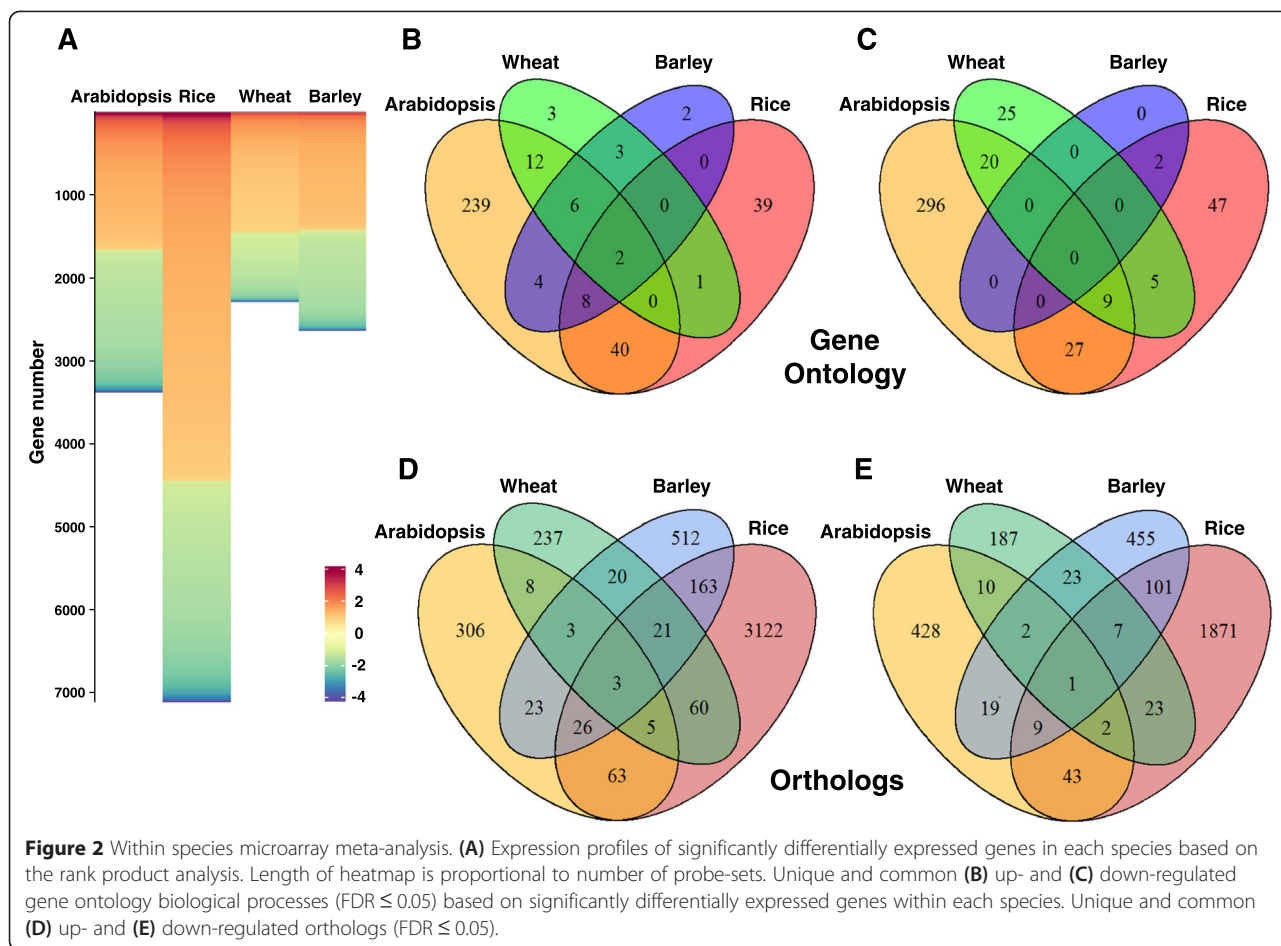 A
Arabidopsis Rice Wheat Barley
Gene number
1000
2000
3000
4000
5000
6000
7000
4
2
0
-2
-4
B
Wheat
Barley
Arabidopsis
Rice
3
2
12
3
0
239
6
0
39
2
4
8
0
1
40
C
Wheat
Barley
Arabidopsis
Rice
25
0
20
0
2
296
0
0
47
0
0
0
9
5
27
Gene
Ontology
D
Wheat
Barley
Arabidopsis
Rice
237
512
8
20
163
306
3
21
3122
3
23
26
5
60
63
E
Wheat
Barley
Arabidopsis
Rice
187
455
10
23
101
428
2
7
1871
1
19
9
2
23
43
Orthologs
Figure 2 Within species microarray meta-analysis. (A) Expression profiles of significantly differentially expressed genes in each species based on
the rank product analysis. Length of heatmap is proportional to number of probe-sets. Unique and common (B) up- and (C) down-regulated
gene ontology biological processes (FDR ≤ 0.05) based on significantly differentially expressed genes within each species. Unique and common
(D) up- and (E) down-regulated orthologs (FDR ≤ 0.05).